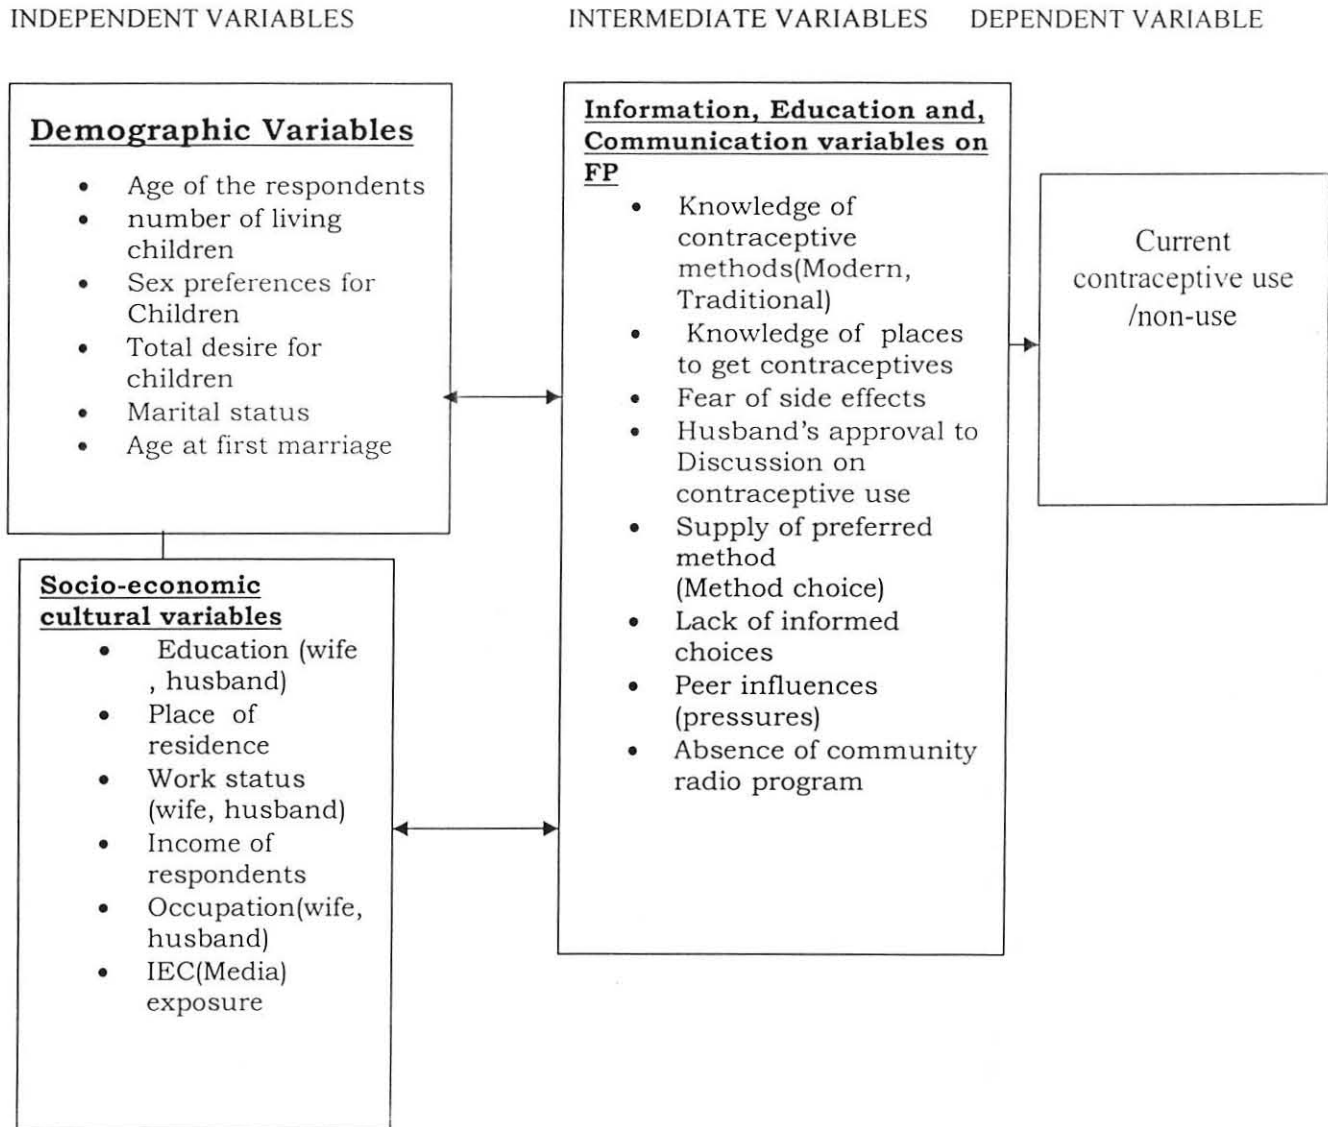 INDEPENDENT VARIABLES
INTERMEDIATE VARIABLES
DEPENDENT VARIABLE
Demographic Variables
• Age of the respondents
• number of living
children
• Sex preferences for
Children
• Total desire for
children
• Marital status
• Age at first marriage
Socio-economic
cultural variables
• Education (wife
, husband)
• Place of
residence
• Work status
(wife, husband)
• Income of
respondents
• Occupation(wife,
husband)
• IEC(Media)
exposure
Information, Education and,
Communication variables on
FP
• Knowledge of
contraceptive
methods(Modern,
Traditional)
• Knowledge of places
to get contraceptives
• Fear of side effects
• Husband's approval to
Discussion on
contraceptive use
• Supply of preferred
method
(Method choice)
• Lack of informed
choices
• Peer influences
(pressures)
• Absence of community
radio program
Current
contraceptive use
/non-use